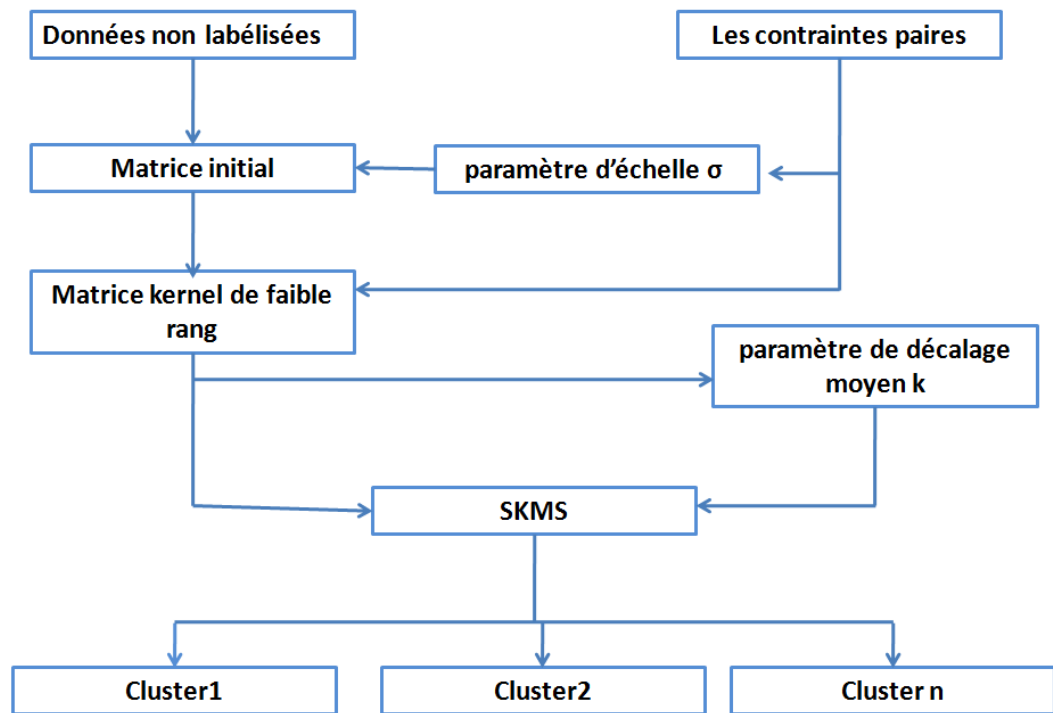 Données non labélisées
Les contraintes paires
Matrice initial
paramètre d'échelle σ
Matrice kernel de faible
rang
paramètre de décalage
moyen k
SKMS
Cluster1
Cluster2
Cluster n